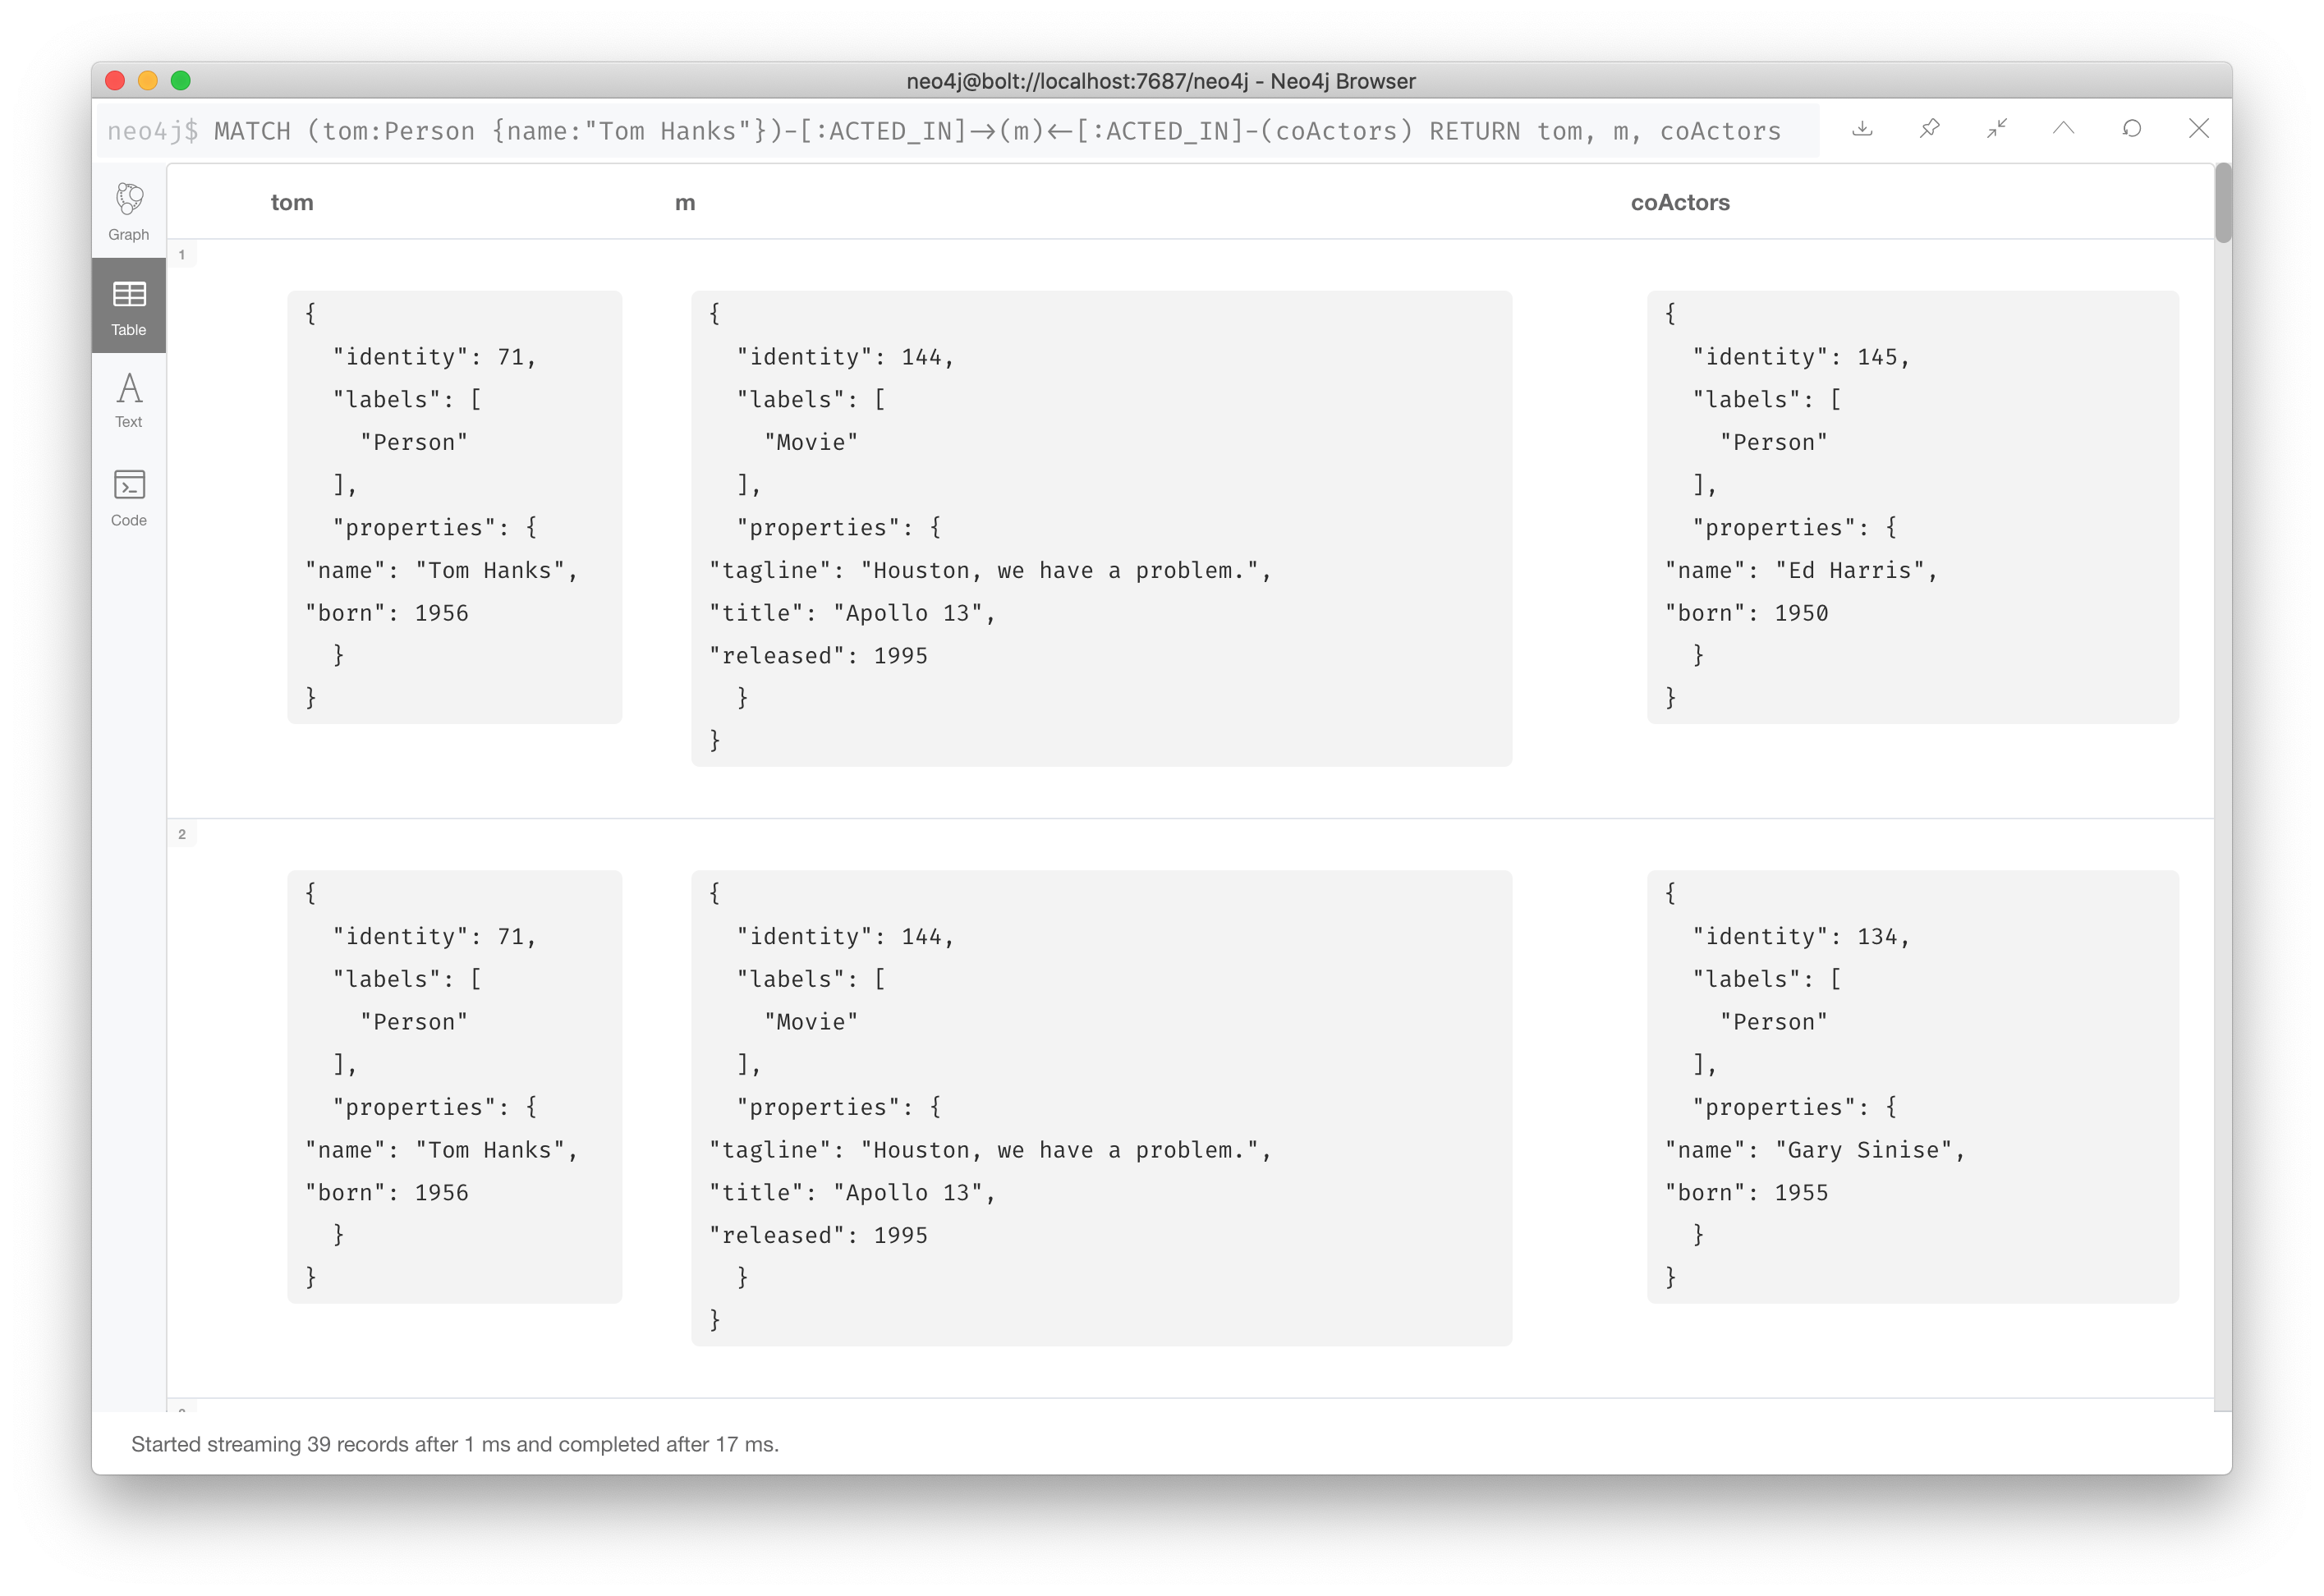 neo4j@bolt://localhost:7687/neo4j - Neo4j Browser
neo4j$ MATCH (tom:Person {name:"Tom Hanks"})-[:ACTED_IN]→(m)←[:ACTED_IN]-(coActors) RETURN tom, m, coActors
Graph
Table
Text
Code
tom m coActors
1
{
"identity": 71,
"labels": [
"Person"
],
"properties": {
"name": "Tom Hanks",
"born": 1956
}
}
{
"identity": 144,
"labels": [
"Movie"
],
"properties": {
"tagline": "Houston, we have a problem.",
"title": "Apollo 13",
"released": 1995
}
}
{
"identity": 145,
"labels": [
"Person"
],
"properties": {
"name": "Ed Harris",
"born": 1950
}
}
2
{
"identity": 71,
"labels": [
"Person"
],
"properties": {
"name": "Tom Hanks",
"born": 1956
}
}
{
"identity": 144,
"labels": [
"Movie"
],
"properties": {
"tagline": "Houston, we have a problem.",
"title": "Apollo 13",
"released": 1995
}
}
{
"identity": 134,
"labels": [
"Person"
],
"properties": {
"name": "Gary Sinise",
"born": 1955
}
}
Started streaming 39 records after 1 ms and completed after 17 ms.